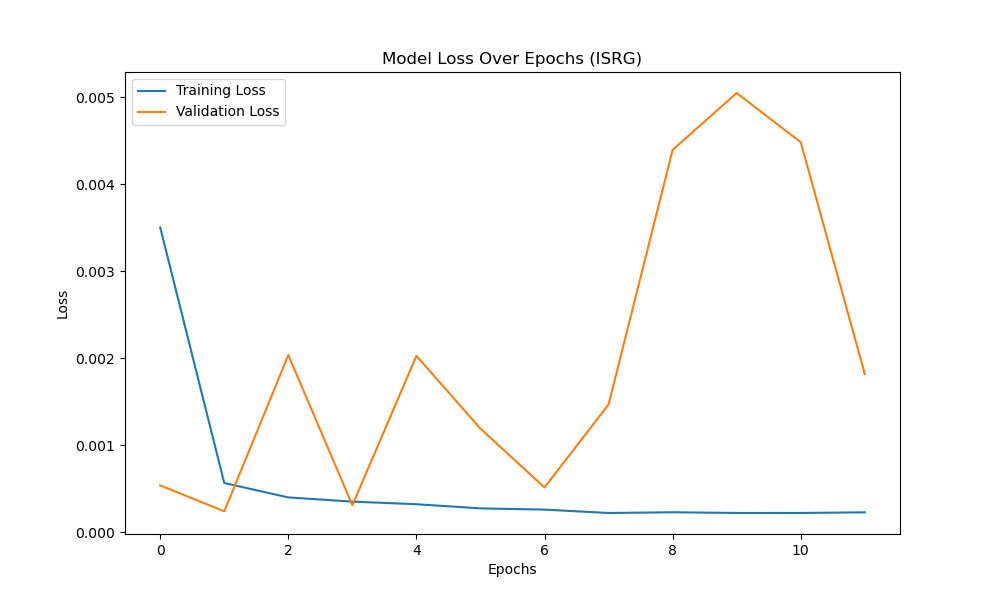 Model Loss Over Epochs (ISRG)
Training Loss
Validation Loss
0.005
0.004
0.003
0.002
0.001
0.000
Loss
0 2 4 6 8 10
Epochs